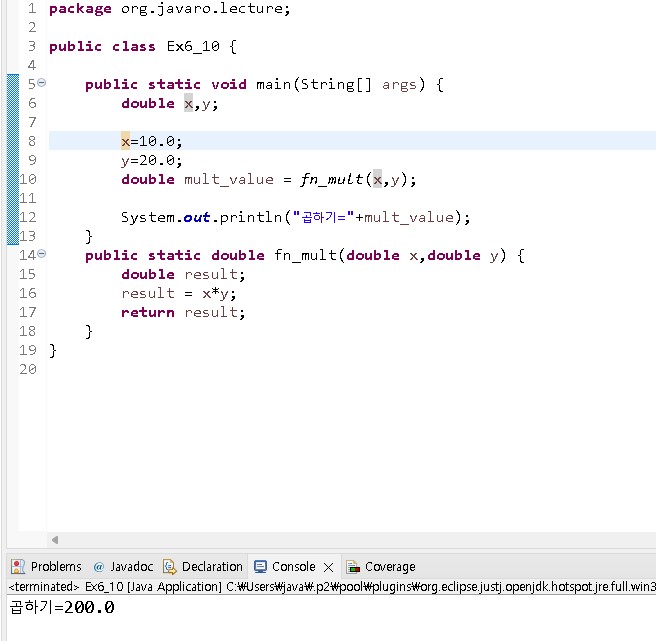 1 package org.javaro.lecture;
2
3 public class Ex6_10 {
4
5 public static void main(String[] args) {
6 double x,y;
7
8 x=10.0;
9 y=20.0;
10 double mult_value = fn_mult(x,y);
11
12 System.out.println("곱하기="+mult_value);
13 }
14 public static double fn_mult(double x,double y) {
15 double result;
16 result = x*y;
17 return result;
18 }
19 }
20
Problems @ Javadoc Declaration Console Coverage
<terminated> Ex6_10 [Java Application] C:₩Users₩java₩.p2₩pool₩plugins₩org.eclipse.justj.openjdk.hotspot.jre.full.win3
곱하기=200.0